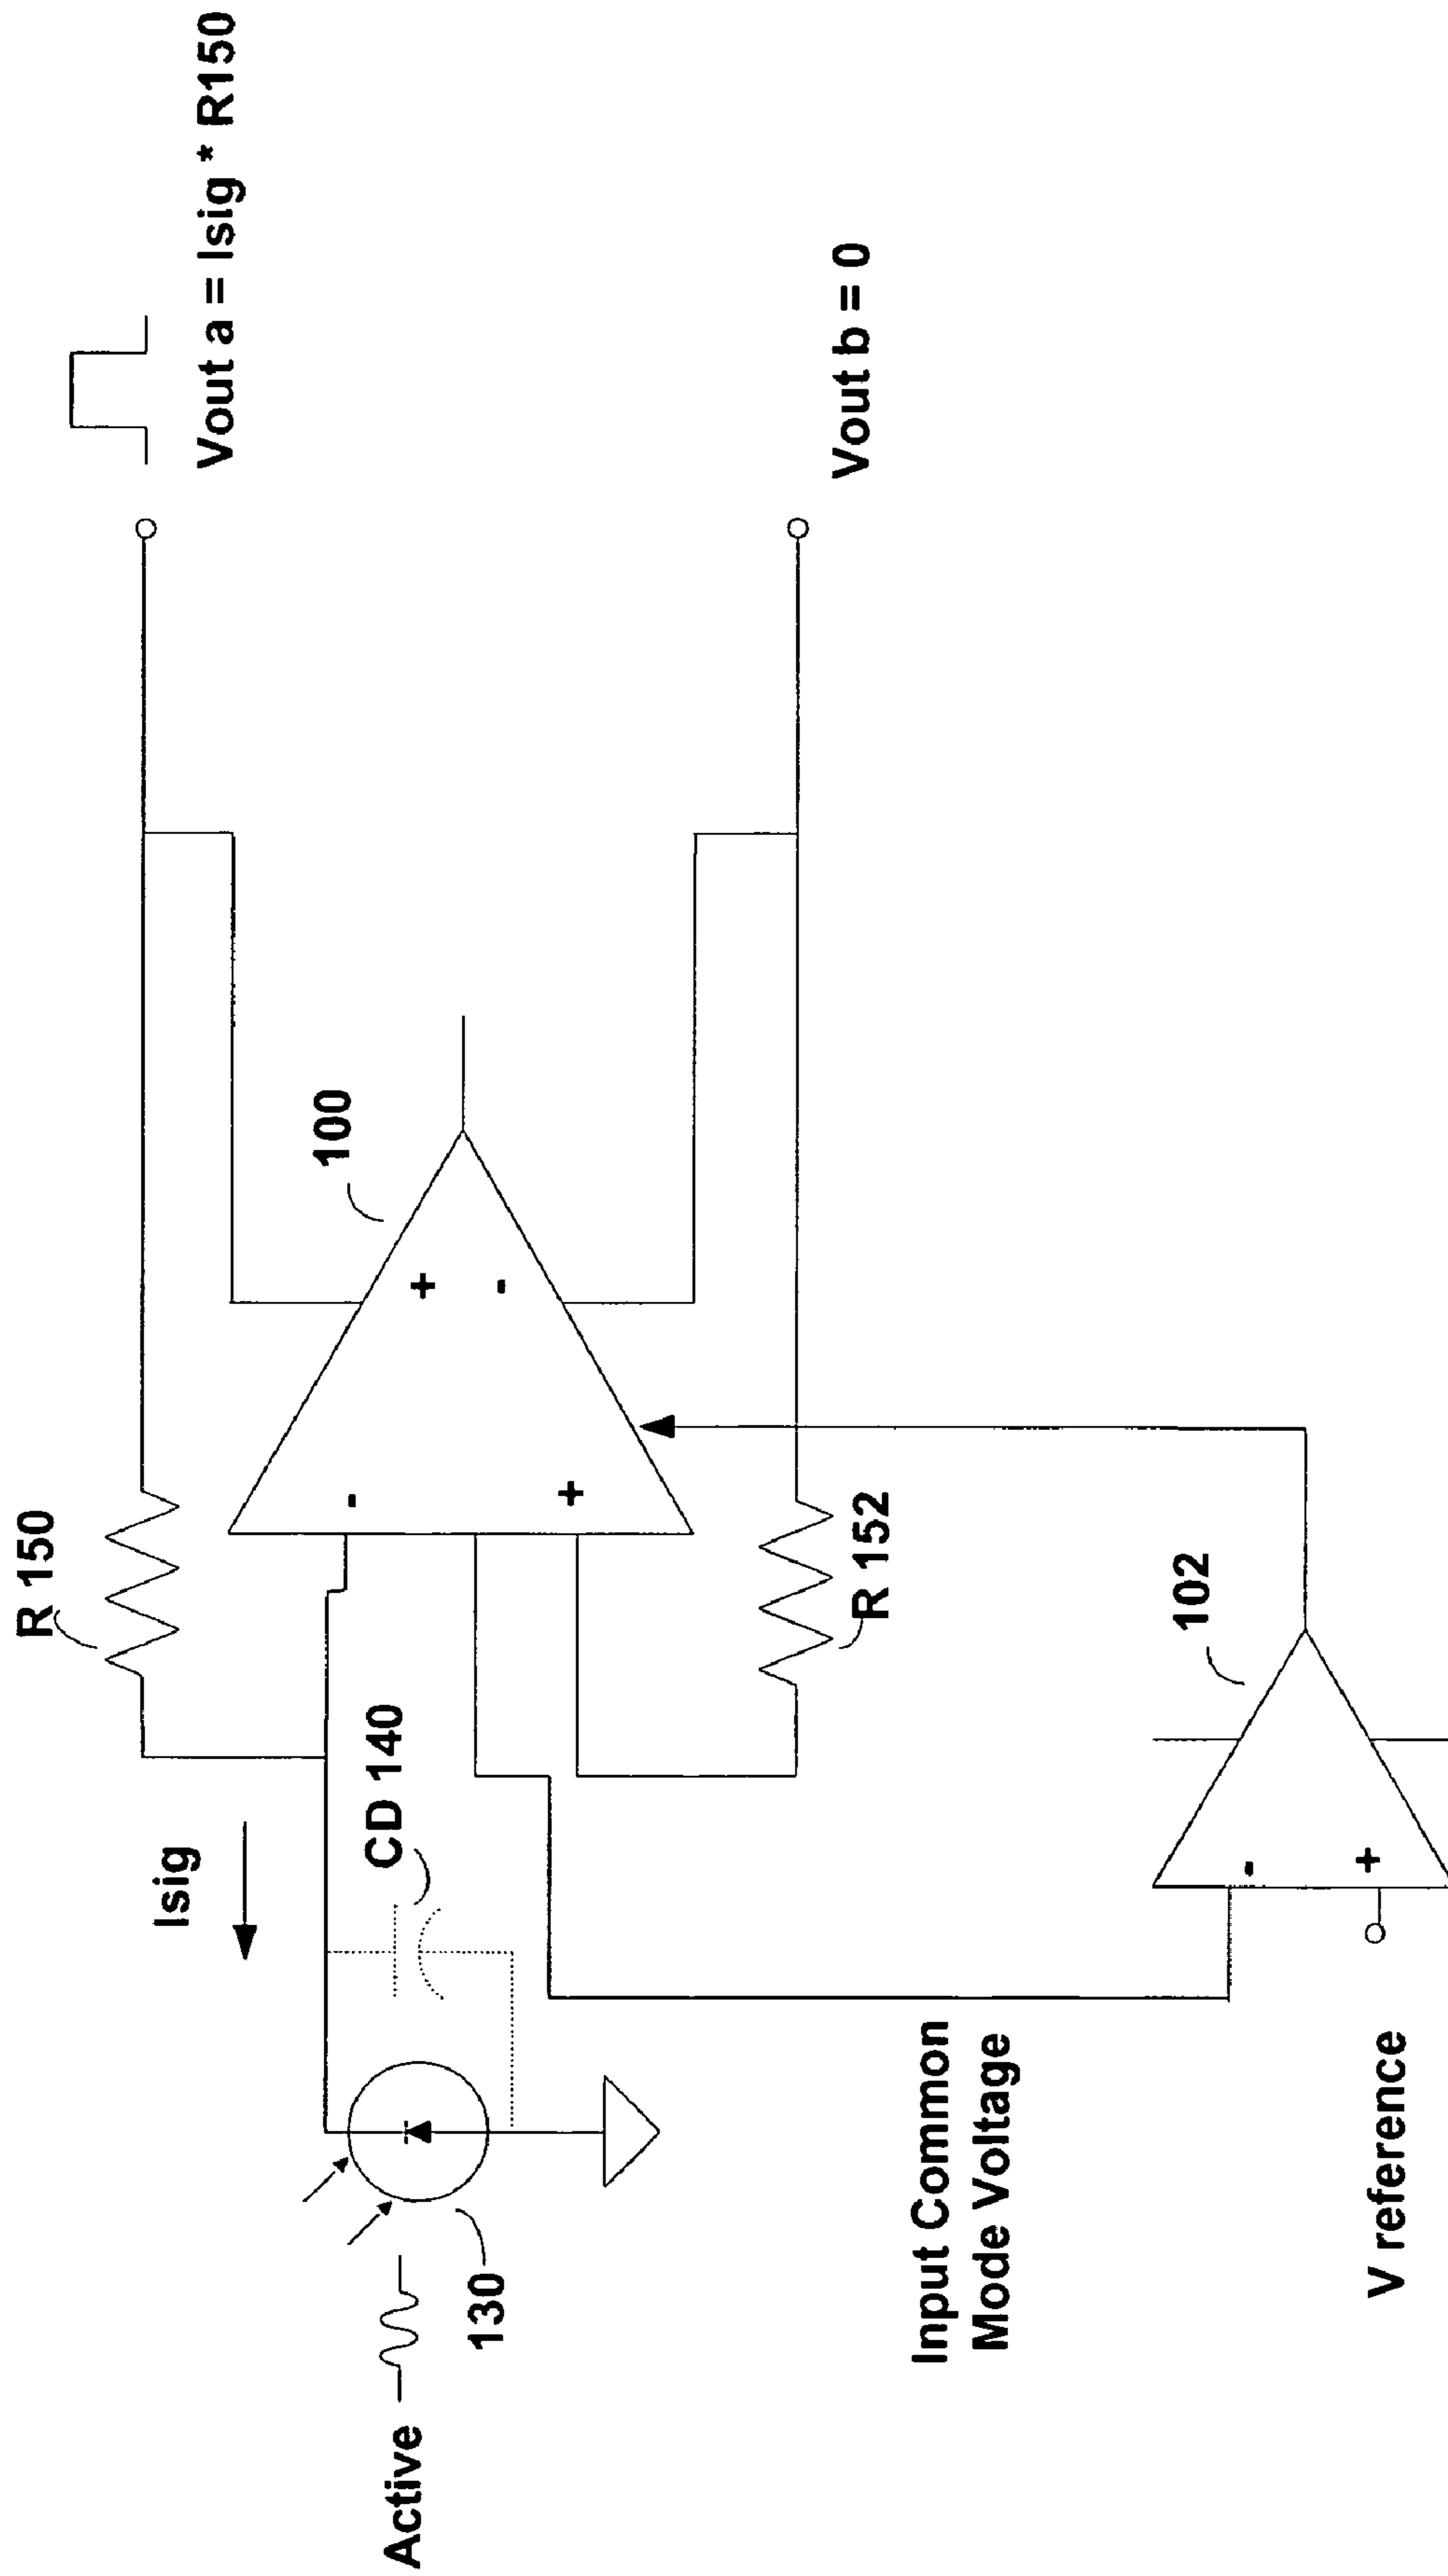 R 150
Vout a = Isig * R150
Isig
100
-
+
+
-
CD 140
Active
130
R 152
Vout b = 0
Input Common
Mode Voltage
102
-
+
V reference